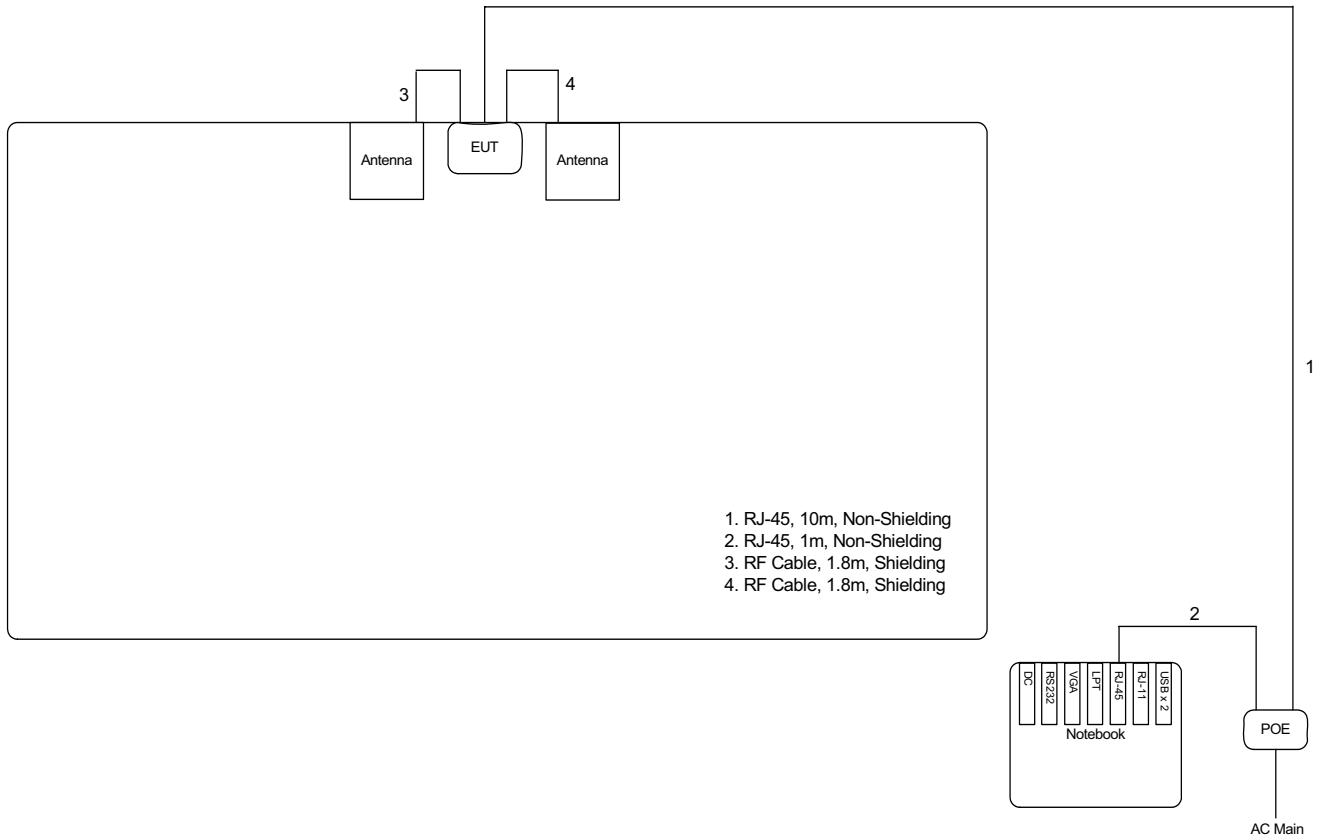 3
4
Antenna
EUT
Antenna
1
1. RJ-45, 10m, Non-Shielding
2. RJ-45, 1m, Non-Shielding
3. RF Cable, 1.8m, Shielding
4. RF Cable, 1.8m, Shielding
2
DC
RS232
VGA
LPT
RJ-45
RJ-11
USB x 2
Notebook
POE
AC Main